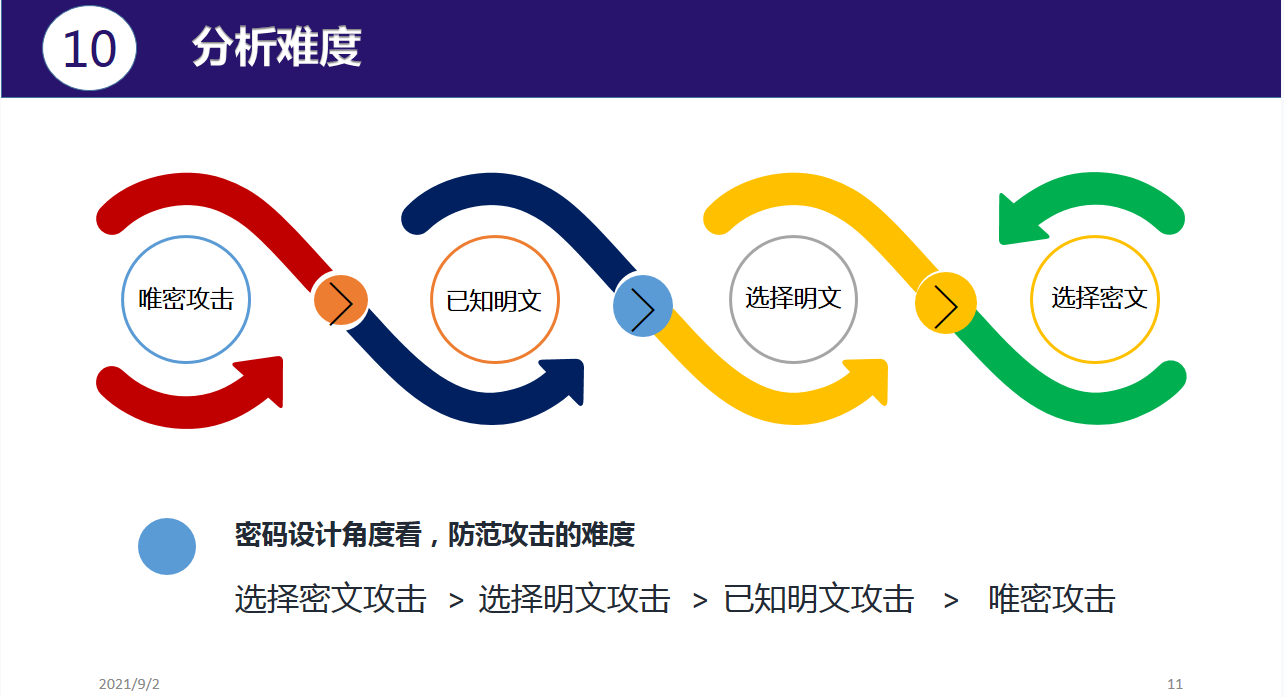 10 分析难度
唯密攻击 > 已知明文 > 选择明文 > 选择密文
密码设计角度看，防范攻击的难度
选择密文攻击 > 选择明文攻击 > 已知明文攻击 > 唯密攻击
2021/9/2 11